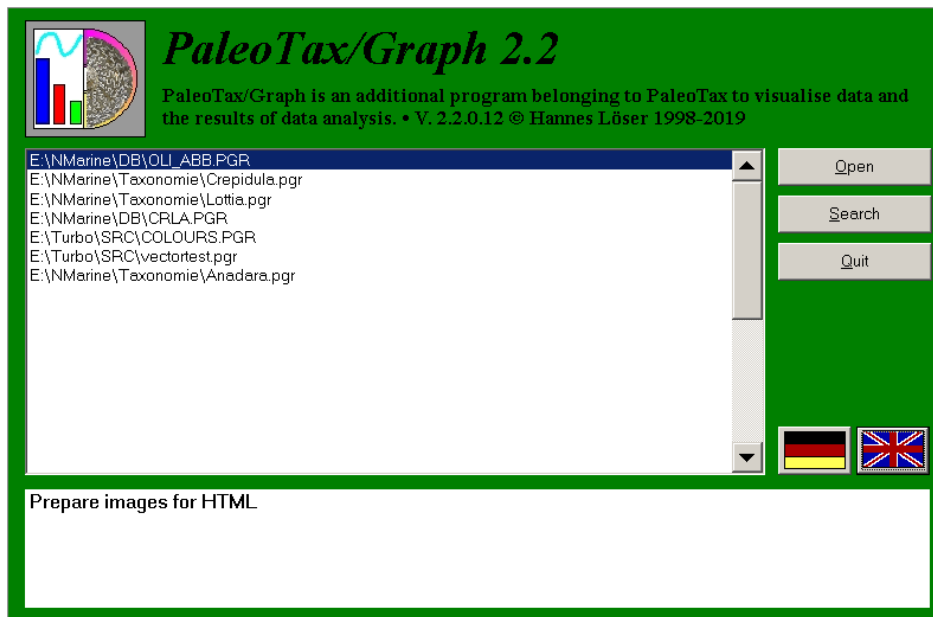 PaleoTax/Graph 2.2
PaleoTax/Graph is an additional program belonging to PaleoTax to visualise data and
the results of data analysis. • V. 2.2.0.12 © Hannes Löser 1998-2019
E:\NMarine\DB\OLI_ABB.PGR
E:\NMarine\Taxonomie\Crepidula.pgr
E:\NMarine\Taxonomie\Lottia.pgr
E:\NMarine\DB\CRLA.PGR
E:\Turbo\SRC\COLOURS.PGR
E:\Turbo\SRC\vectortest.pgr
E:\NMarine\Taxonomie\Anadara.pgr
Open
Search
Quit
Prepare images for HTML